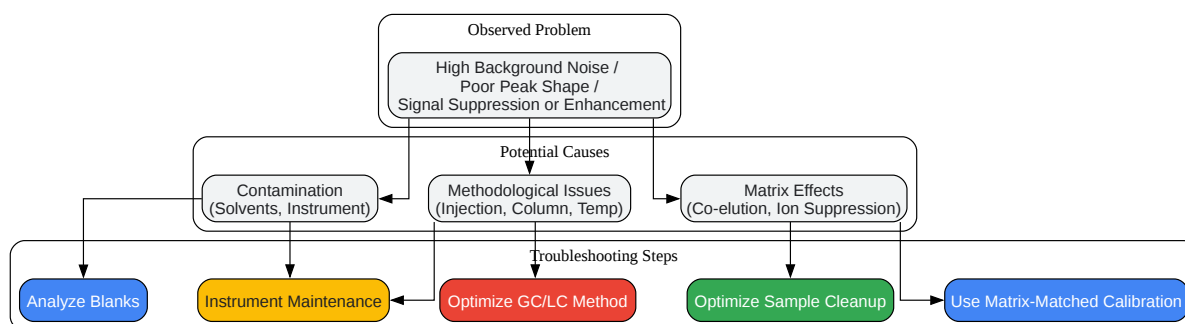 Observed Problem
High Background Noise /
Poor Peak Shape /
Signal Suppression or Enhancement
Potential Causes
Contamination
(Solvents, Instrument)
Methodological Issues
(Injection, Column, Temp)
Matrix Effects
(Co-elution, Ion Suppression)
Troubleshooting Steps
Analyze Blanks
Instrument Maintenance
Optimize GC/LC Method
Optimize Sample Cleanup
Use Matrix-Matched Calibration